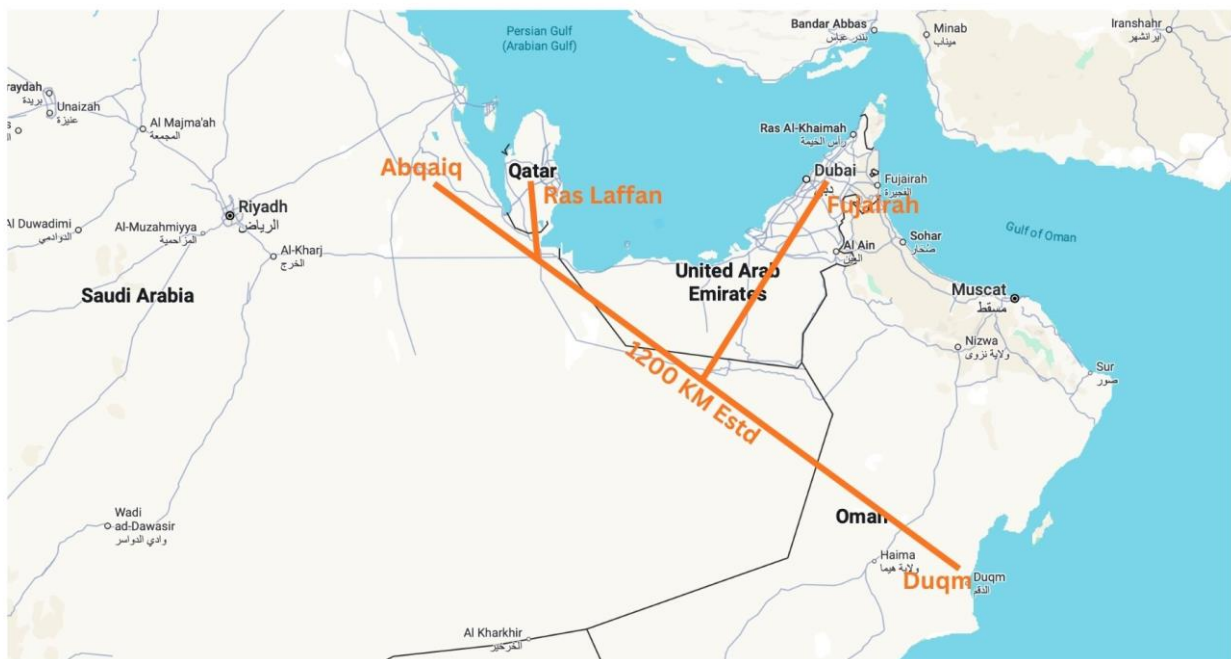 Bandar Abbas
بندر عباس
Minab
میناب
Iranshahr
ایرانشهر
Persian Gulf
(Arabian Gulf)
raydah
بريدة
Unaizah
عنيزة
Al Majma'ah
المجمعة
Ras Al-Khaimah
رأس الخيمة
Abqaiq
Qatar
Ras Laffan
Dubai
دبي
Fujairah
الفجيرة
Fujairah
Riyadh
الرياض
Al Duwadimi
الدوادمي
Al-Muzahmiyya
المزاحمية
Al-Kharj
الخرج
Gulf of Oman
Sohar
صحار
Al Ain
العين
Saudi Arabia
United Arab
Emirates
Muscat
مسقط
Nizwa
ولاية نزوى
Sur
صور
1200 KM Estd
Wadi
ad-Dawasir
وادي الدواسر
Oman
Haima
ولاية هيما
Duqm
Duqm
الدقم
Al Kharkhir
الخرخير